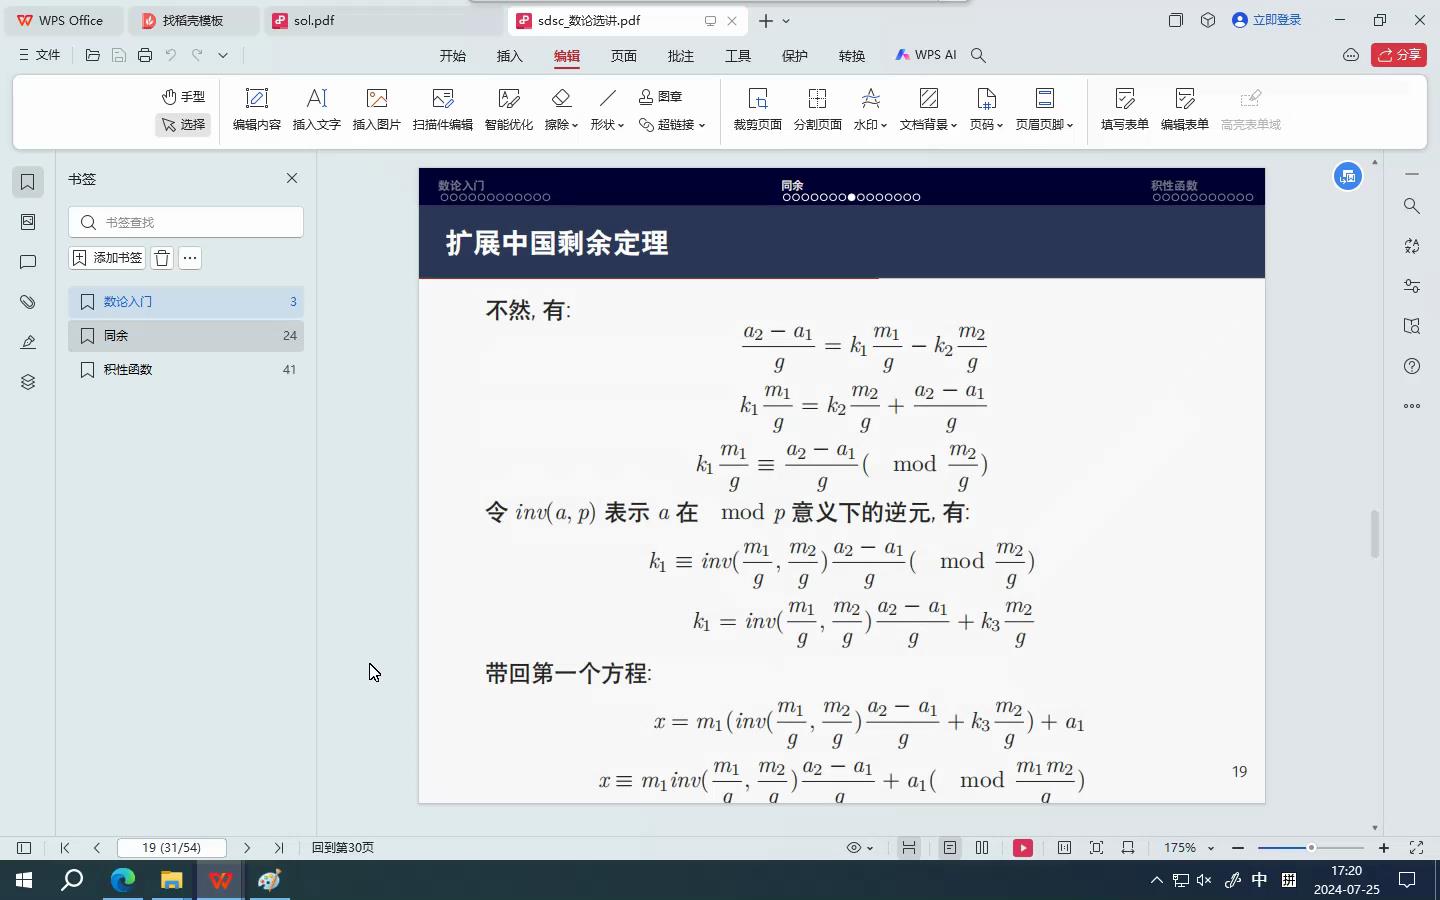 WPS Office 找稻壳模板 sol.pdf sdsc_数论选讲.pdf 立即登录
文件 开始 插入 编辑 页面 批注 工具 保护 转换 WPS AI 分享
手型 选择 编辑内容 插入文字 插入图片 扫描件编辑 智能优化 擦除 形状 图章 超链接 裁剪页面 分割页面 水印 文档背景 页码 页眉页脚 填写表单 编辑表单 高亮表单域
书签
书签查找
添加书签
数论入门 3
同余 24
积性函数 41
数论入门 同余 积性函数
扩展中国剩余定理
不然, 有:
\frac{a_2 − a_1}{g} = k_1\frac{m_1}{g} − k_2\frac{m_2}{g}
k_1\frac{m_1}{g} = k_2\frac{m_2}{g} + \frac{a_2 − a_1}{g}
k_1\frac{m_1}{g} ≡ \frac{a_2 − a_1}{g}( mod \frac{m_2}{g})
令 inv(a, p) 表示 a 在 mod p 意义下的逆元, 有:
k_1 ≡ inv(\frac{m_1}{g}, \frac{m_2}{g})\frac{a_2 − a_1}{g}( mod \frac{m_2}{g})
k_1 = inv(\frac{m_1}{g}, \frac{m_2}{g})\frac{a_2 − a_1}{g} + k_3\frac{m_2}{g}
带回第一个方程:
x = m_1(inv(\frac{m_1}{g}, \frac{m_2}{g})\frac{a_2 − a_1}{g} + k_3\frac{m_2}{g}) + a_1
x ≡ m_1inv(\frac{m_1}{g}, \frac{m_2}{g})\frac{a_2 − a_1}{g} + a_1( mod \frac{m_1m_2}{g})
19
19 (31/54) 回到第30页 175%
中 拼 17:20
2024-07-25